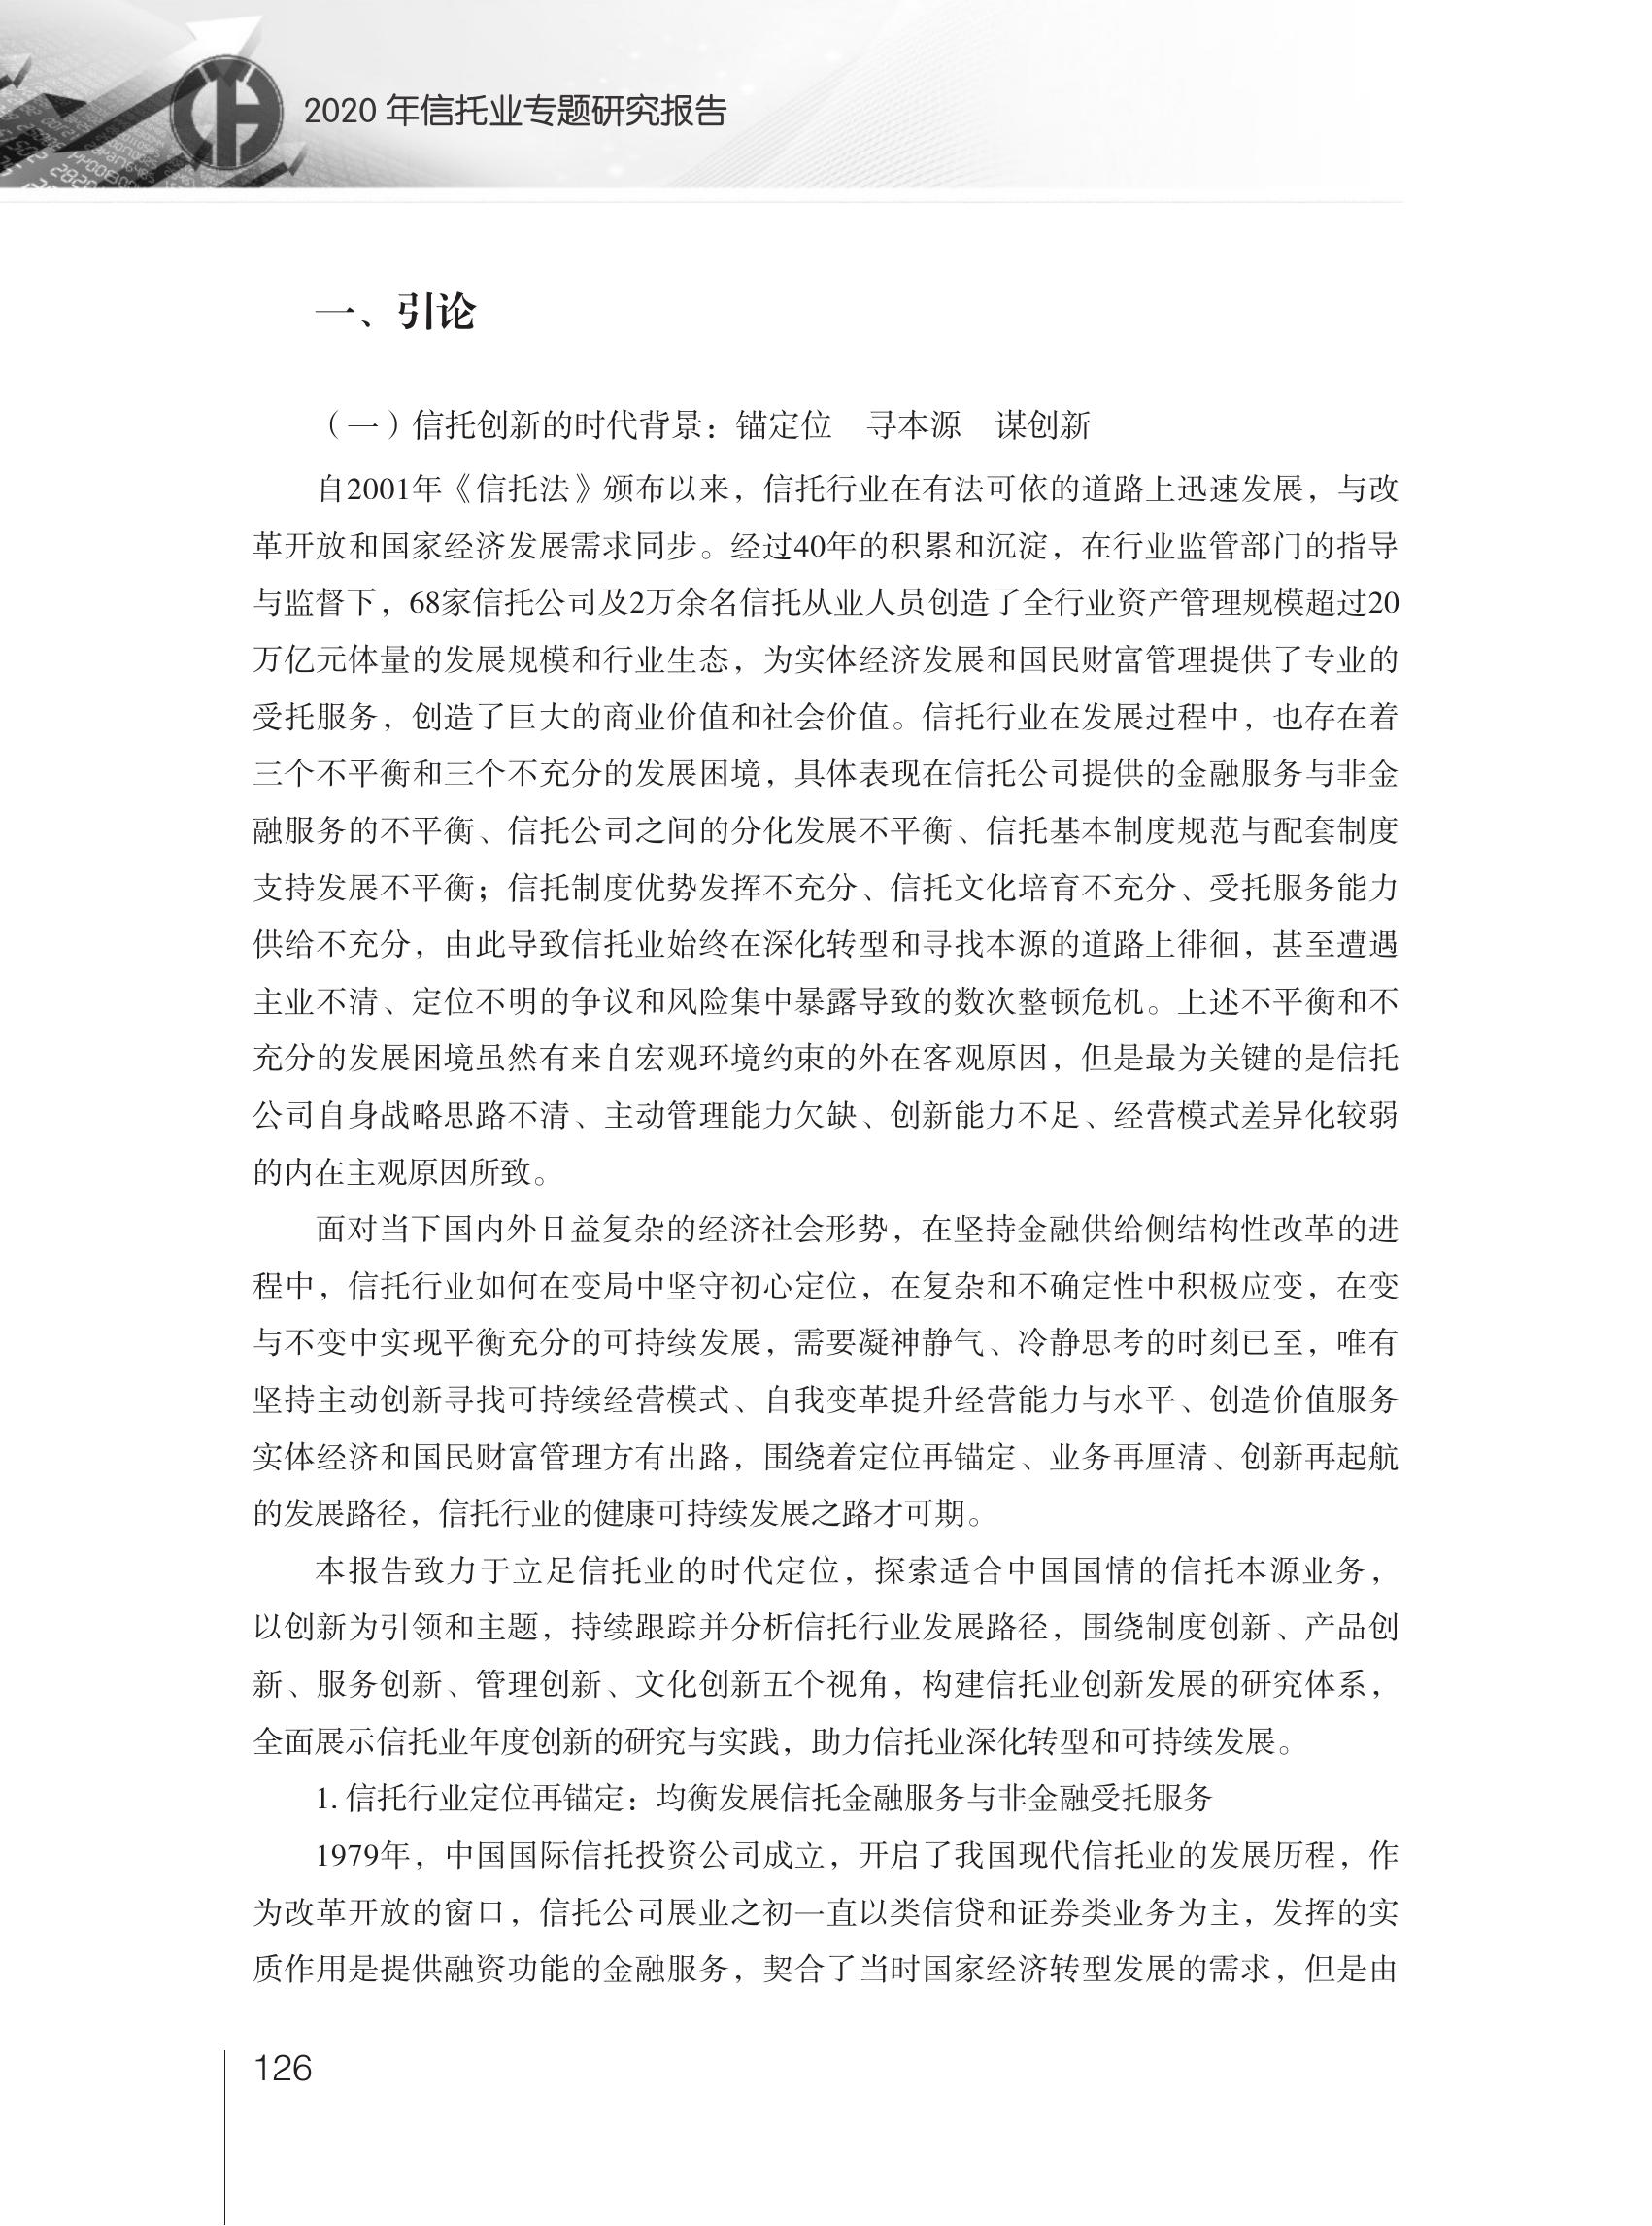 2020 年信托业专题研究报告
一、引论
（一）信托创新的时代背景：锚定位　寻本源　谋创新
自2001年《信托法》颁布以来，信托行业在有法可依的道路上迅速发展，与改
革开放和国家经济发展需求同步。经过40年的积累和沉淀，在行业监管部门的指导
与监督下，68家信托公司及2万余名信托从业人员创造了全行业资产管理规模超过20
万亿元体量的发展规模和行业生态，为实体经济发展和国民财富管理提供了专业的
受托服务，创造了巨大的商业价值和社会价值。信托行业在发展过程中，也存在着
三个不平衡和三个不充分的发展困境，具体表现在信托公司提供的金融服务与非金
融服务的不平衡、信托公司之间的分化发展不平衡、信托基本制度规范与配套制度
支持发展不平衡；信托制度优势发挥不充分、信托文化培育不充分、受托服务能力
供给不充分，由此导致信托业始终在深化转型和寻找本源的道路上徘徊，甚至遭遇
主业不清、定位不明的争议和风险集中暴露导致的数次整顿危机。上述不平衡和不
充分的发展困境虽然有来自宏观环境约束的外在客观原因，但是最为关键的是信托
公司自身战略思路不清、主动管理能力欠缺、创新能力不足、经营模式差异化较弱
的内在主观原因所致。
面对当下国内外日益复杂的经济社会形势，在坚持金融供给侧结构性改革的进
程中，信托行业如何在变局中坚守初心定位，在复杂和不确定性中积极应变，在变
与不变中实现平衡充分的可持续发展，需要凝神静气、冷静思考的时刻已至，唯有
坚持主动创新寻找可持续经营模式、自我变革提升经营能力与水平、创造价值服务
实体经济和国民财富管理方有出路，围绕着定位再锚定、业务再厘清、创新再起航
的发展路径，信托行业的健康可持续发展之路才可期。
本报告致力于立足信托业的时代定位，探索适合中国国情的信托本源业务，
以创新为引领和主题，持续跟踪并分析信托行业发展路径，围绕制度创新、产品创
新、服务创新、管理创新、文化创新五个视角，构建信托业创新发展的研究体系，
全面展示信托业年度创新的研究与实践，助力信托业深化转型和可持续发展。
1. 信托行业定位再锚定：均衡发展信托金融服务与非金融受托服务
1979年，中国国际信托投资公司成立，开启了我国现代信托业的发展历程，作
为改革开放的窗口，信托公司展业之初一直以类信贷和证券类业务为主，发挥的实
质作用是提供融资功能的金融服务，契合了当时国家经济转型发展的需求，但是由
126